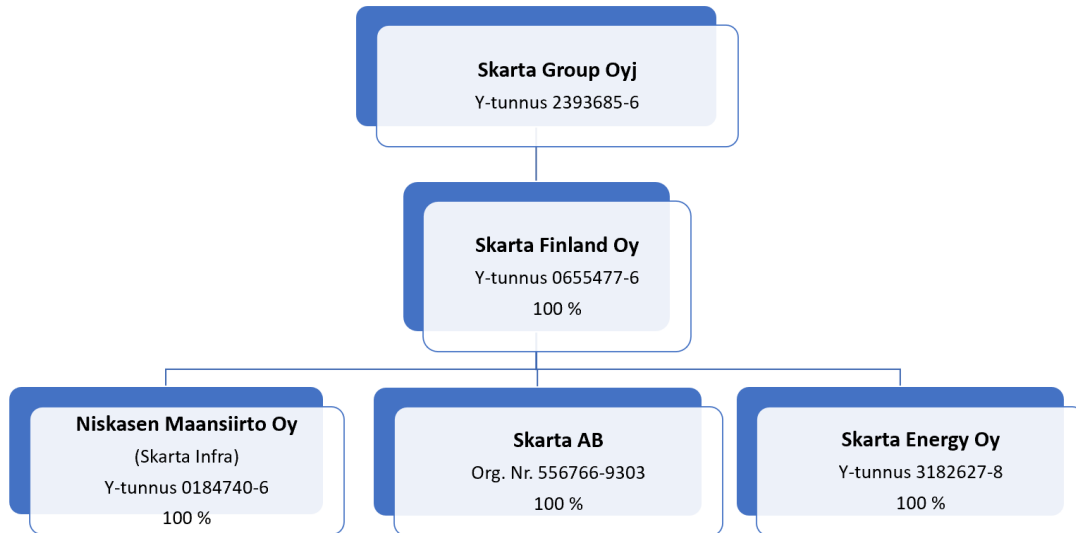 Skarta Group Oyj
Y-tunnus 2393685-6
Skarta Finland Oy
Y-tunnus 0655477-6
100 %
Niskasen Maansiirto Oy
(Skarta Infra)
Y-tunnus 0184740-6
100 %
Skarta AB
Org. Nr. 556766-9303
100 %
Skarta Energy Oy
Y-tunnus 3182627-8
100 %